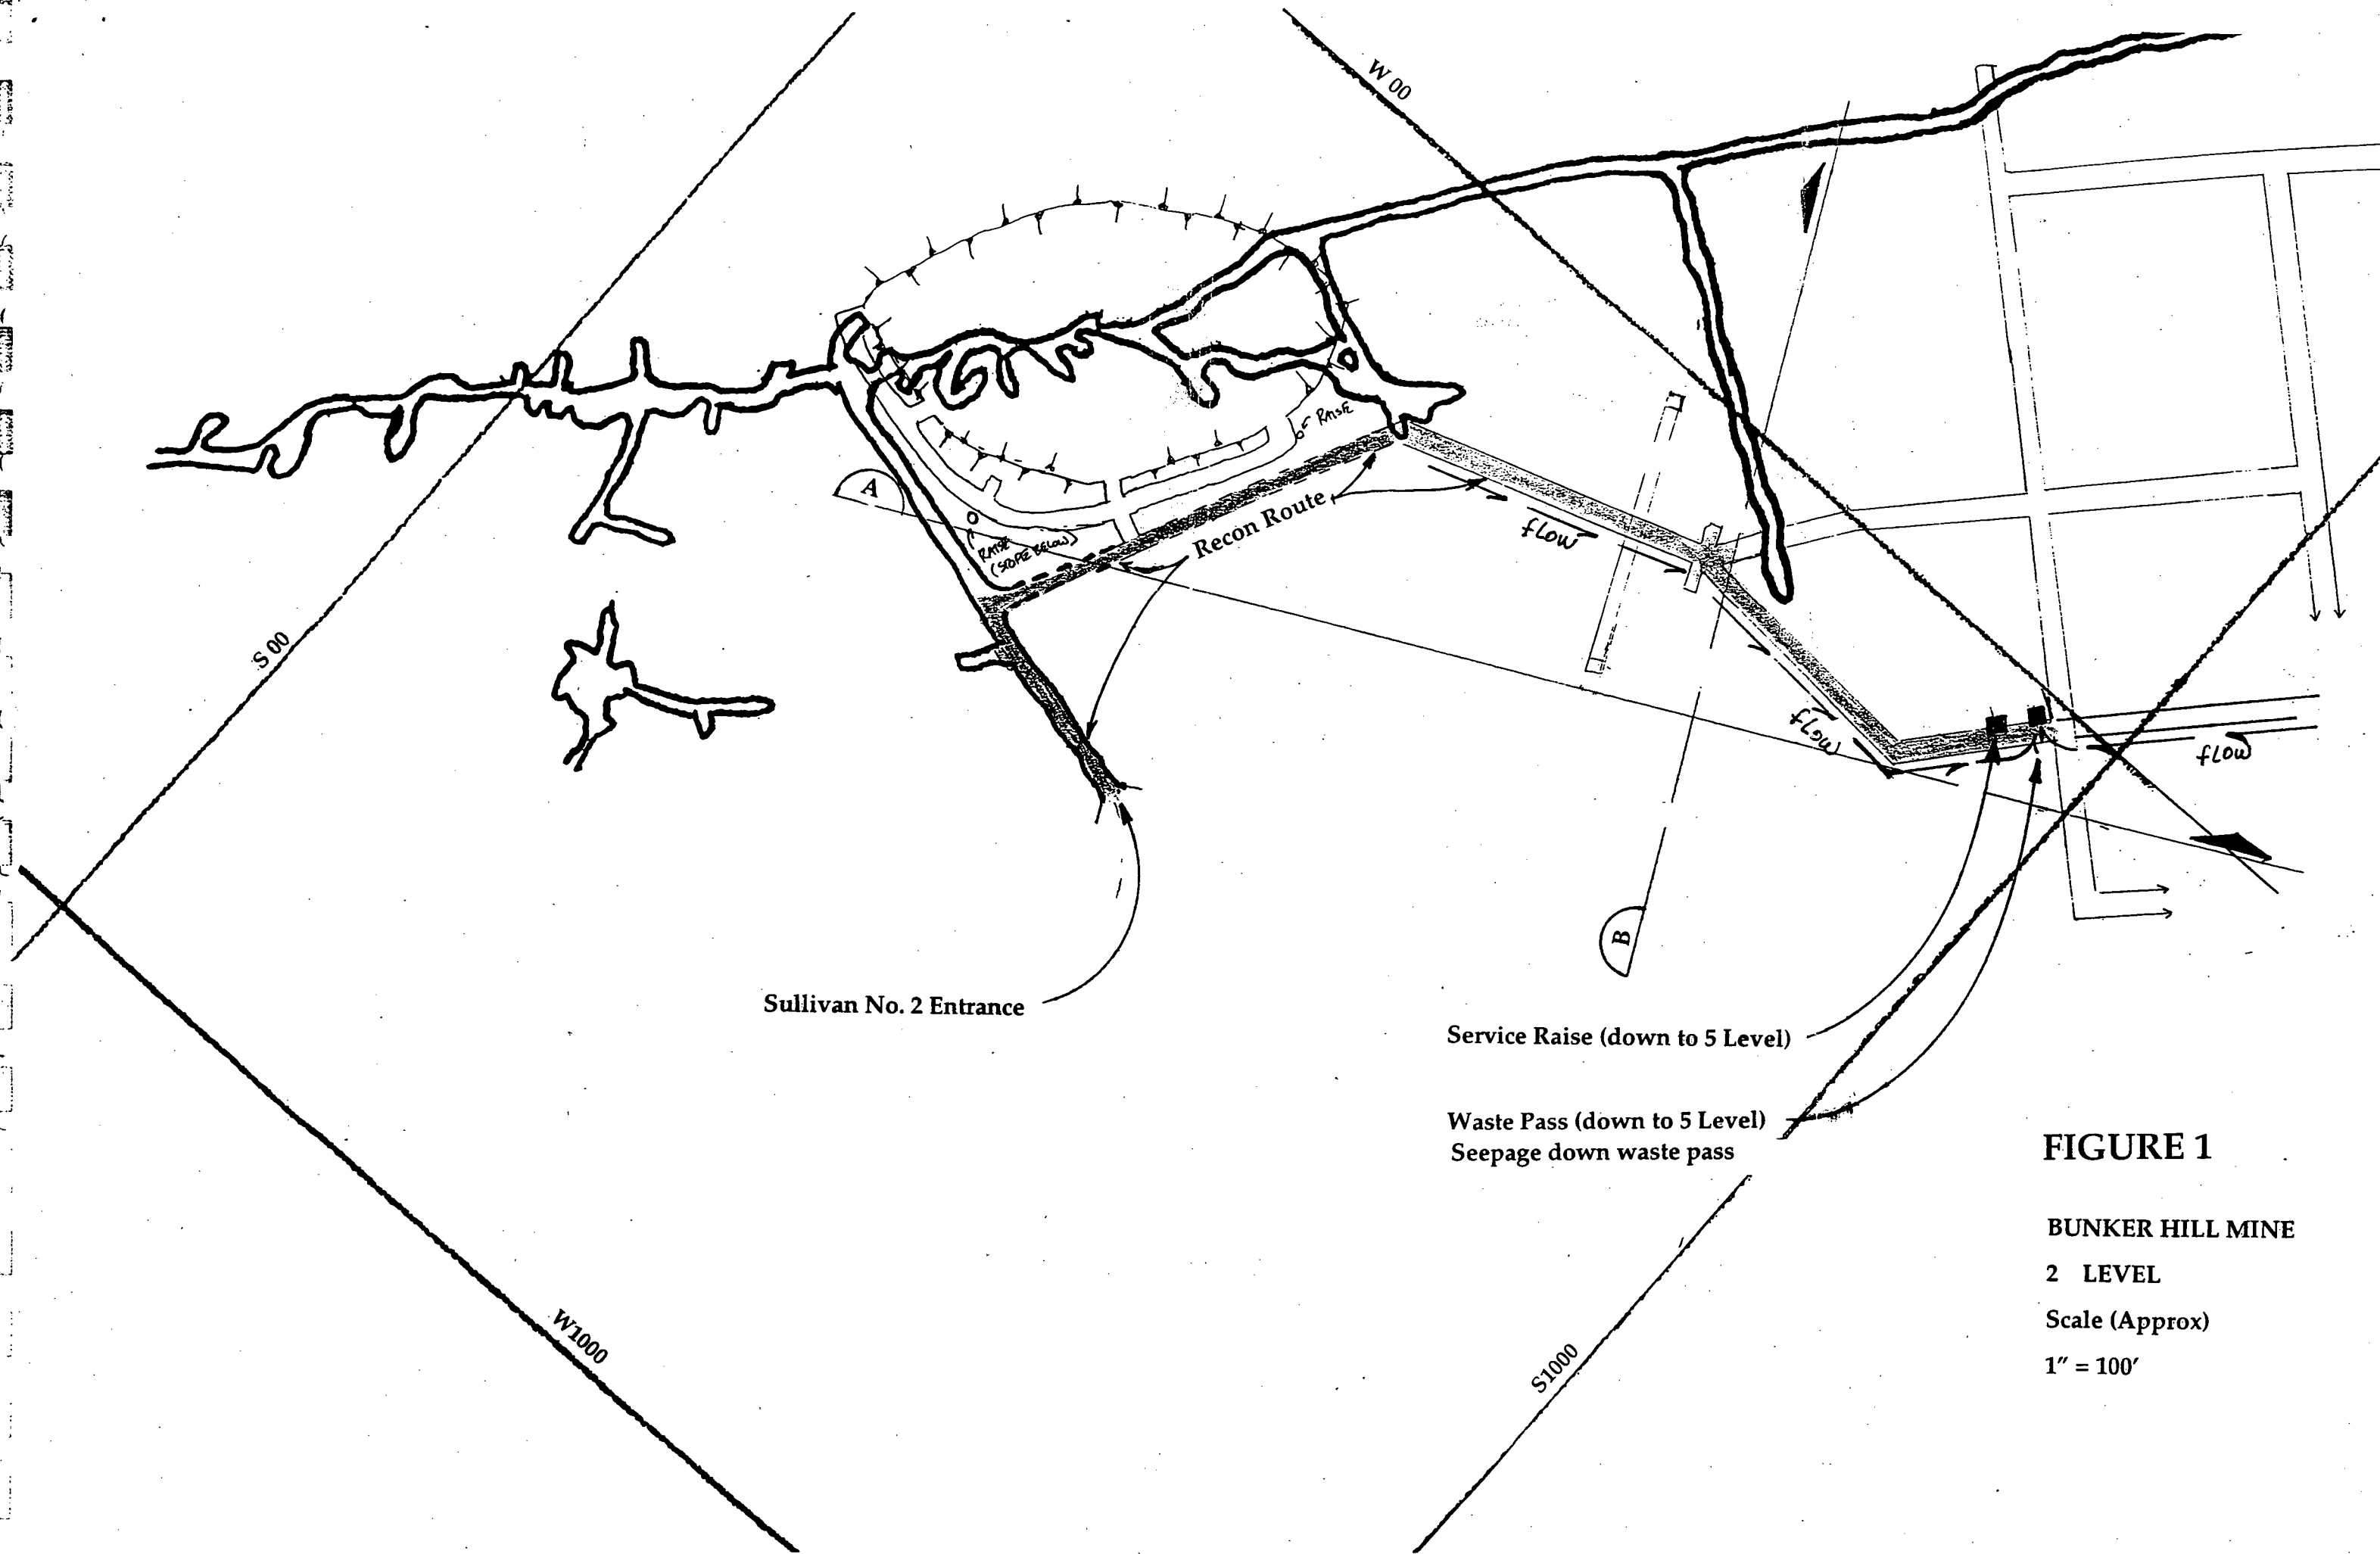 W 00
RAISE
A
RAISE
(STOPE BELOW)
Recon Route
flow
S 00
flow
flow
B
Sullivan No. 2 Entrance
Service Raise (down to 5 Level)
Waste Pass (down to 5 Level)
Seepage down waste pass
FIGURE 1
BUNKER HILL MINE
2 LEVEL
Scale (Approx)
1" = 100'
W1000
S1000